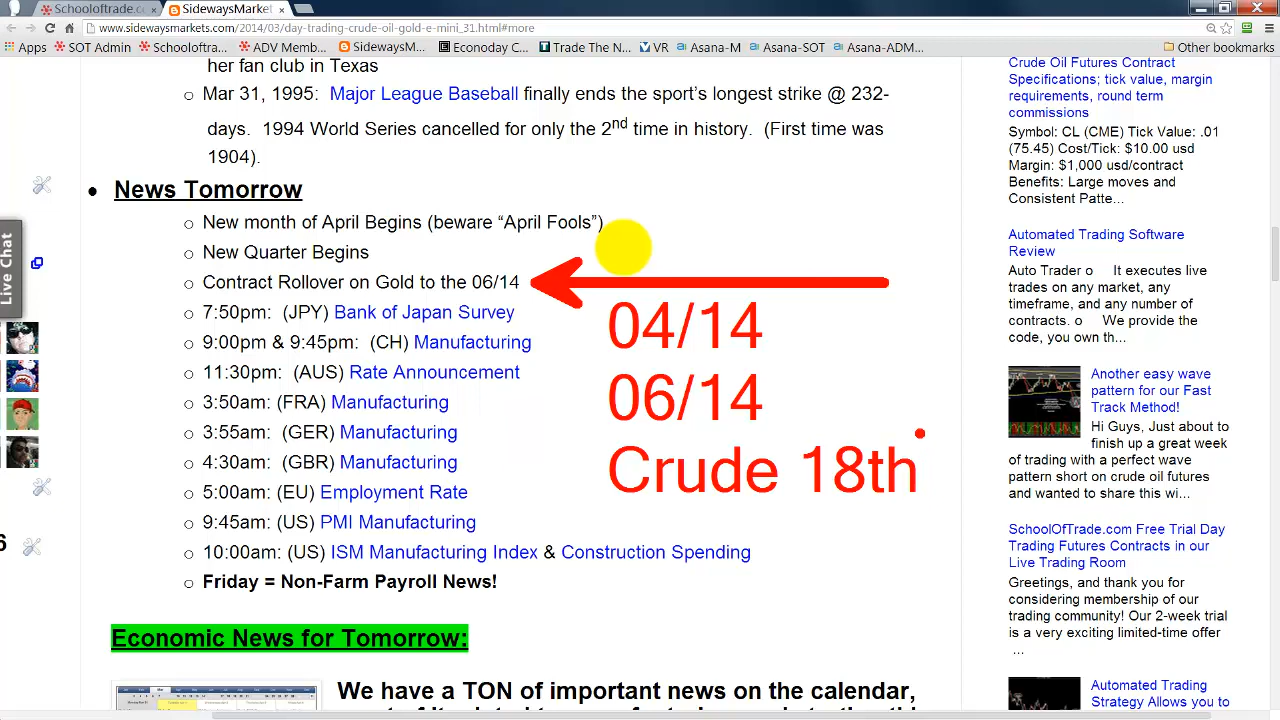 Schooloftrade.c
SidewaysMarket
www.sidewaysmarkets.com/2014/03/day-trading-crude-oil-gold-e-mini_31.html#more
Apps SOT Admin Schooloftra... ADV Memb... SidewaysM... Econoday C... Trade The N... VR Asana-M Asana-SOT Asana-ADM... Other bookmarks
her fan club in Texas
Mar 31, 1995: Major League Baseball finally ends the sport's longest strike @ 232-
days. 1994 World Series cancelled for only the 2nd time in history. (First time was
1904).
News Tomorrow
New month of April Begins (beware “April Fools”)
New Quarter Begins
Contract Rollover on Gold to the 06/14
7:50pm: (JPY) Bank of Japan Survey
9:00pm & 9:45pm: (CH) Manufacturing
11:30pm: (AUS) Rate Announcement
3:50am: (FRA) Manufacturing
3:55am: (GER) Manufacturing
4:30am: (GBR) Manufacturing
5:00am: (EU) Employment Rate
9:45am: (US) PMI Manufacturing
10:00am: (US) ISM Manufacturing Index & Construction Spending
Friday = Non-Farm Payroll News!
04/14
06/14
Crude 18th
Economic News for Tomorrow:
We have a TON of important news on the calendar,
Live Chat
6
Crude Oil Futures Contract
Specifications; tick value, margin
requirements, round term
commissions
Symbol: CL (CME) Tick Value: .01
(75.45) Cost/Tick: $10.00 usd
Margin: $1,000 usd/contract
Benefits: Large moves and
Consistent Patte...
Automated Trading Software
Review
Auto Trader o It executes live
trades on any market, any
timeframe, and any number of
contracts. o We provide the
code, you own th...
Another easy wave
pattern for our Fast
Track Method!
Hi Guys, Just about to
finish up a great week
of trading with a perfect wave
pattern short on crude oil futures
and wanted to share this wi...
SchoolOfTrade.com Free Trial Day
Trading Futures Contracts in our
Live Trading Room
Greetings, and thank you for
considering membership of our
trading community! Our 2-week trial
is a very exciting limited-time offer
...
Automated Trading
Strategy Allows you to